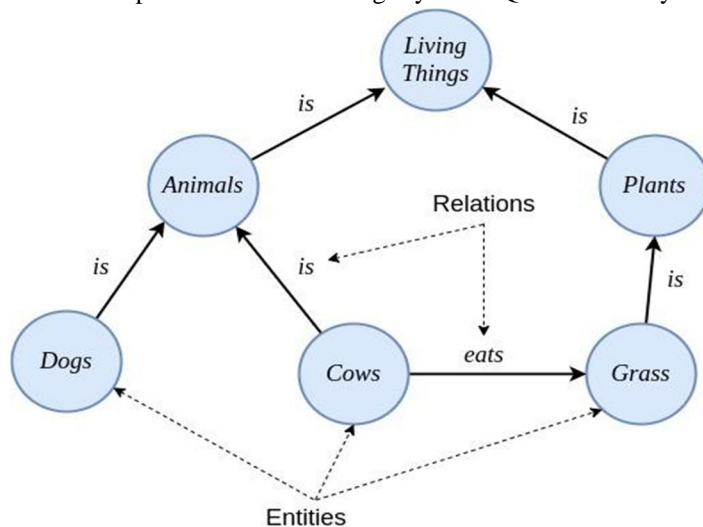 Living
Things
is
is
Animals
Plants
Relations
is
is
is
Dogs
Cows
eats
Grass
Entities